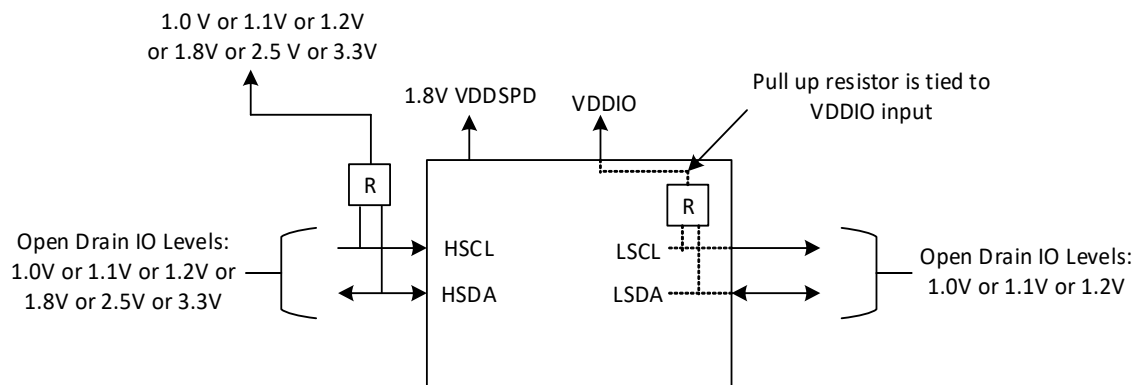 1.0 V or 1.1V or 1.2V
or 1.8V or 2.5 V or 3.3V
1.8V VDDSPD
VDDIO
Pull up resistor is tied to
VDDIO input
R
R
Open Drain IO Levels:
1.0V or 1.1V or 1.2V or
1.8V or 2.5V or 3.3V
HSCL
HSDA
LSCL
LSDA
Open Drain IO Levels:
1.0V or 1.1V or 1.2V